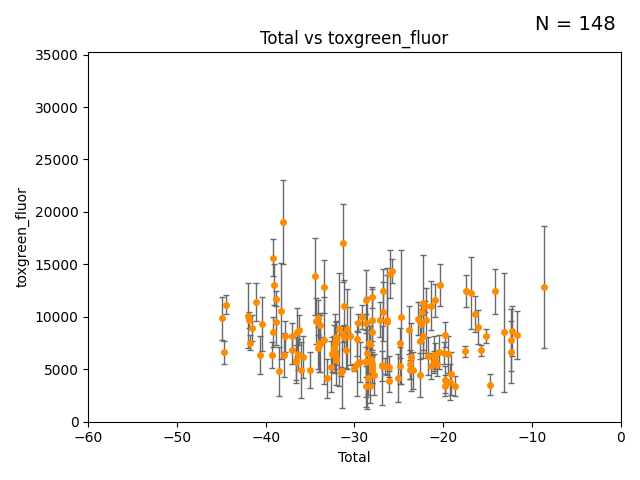 N = 148
Total vs toxgreen_fluor
35000
30000
25000
20000
15000
10000
5000
0
toxgreen_fluor
−60 −50 −40 −30 −20 −10 0
Total